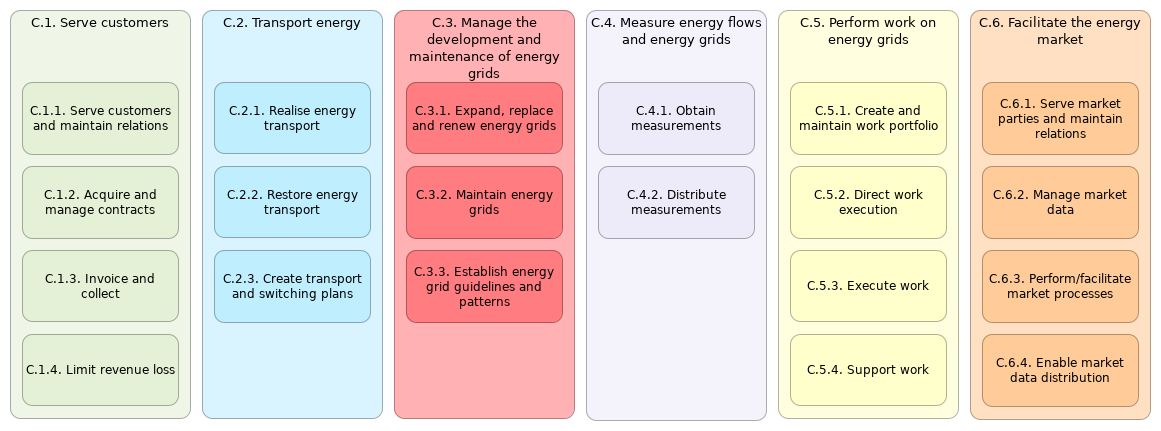 C.1. Serve customers
C.1.1. Serve customers
and maintain relations
C.1.2. Acquire and
manage contracts
C.1.3. Invoice and
collect
C.1.4. Limit revenue loss
C.2. Transport energy
C.2.1. Realise energy
transport
C.2.2. Restore energy
transport
C.2.3. Create transport
and switching plans
C.3. Manage the
development and
maintenance of energy
grids
C.3.1. Expand, replace
and renew energy grids
C.3.2. Maintain energy
grids
C.3.3. Establish energy
grid guidelines and
patterns
C.4. Measure energy flows
and energy grids
C.4.1. Obtain
measurements
C.4.2. Distribute
measurements
C.5. Perform work on
energy grids
C.5.1. Create and
maintain work portfolio
C.5.2. Direct work
execution
C.5.3. Execute work
C.5.4. Support work
C.6. Facilitate the energy
market
C.6.1. Serve market
parties and maintain
relations
C.6.2. Manage market
data
C.6.3. Perform/facilitate
market processes
C.6.4. Enable market
data distribution